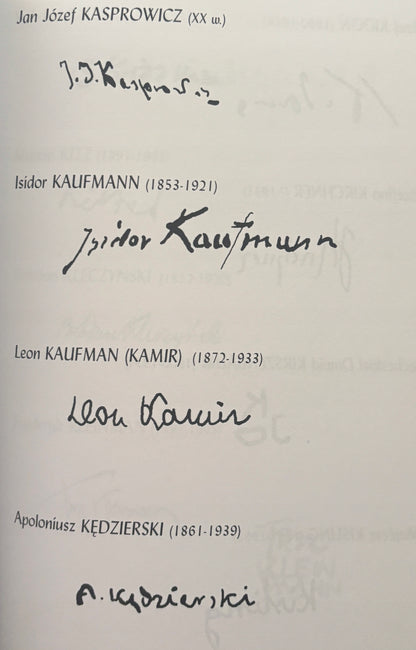 Jan Józef KASPROWICZ (XX w.)
J.J.Kasprowicz
Isidor KAUFMANN (1853-1921)
Isidor Kaufmann
Leon KAUFMAN (KAMIR) (1872-1933)
Leon Kamir
Apoloniusz KĘDZIERSKI (1861-1939)
A. Kędzierski